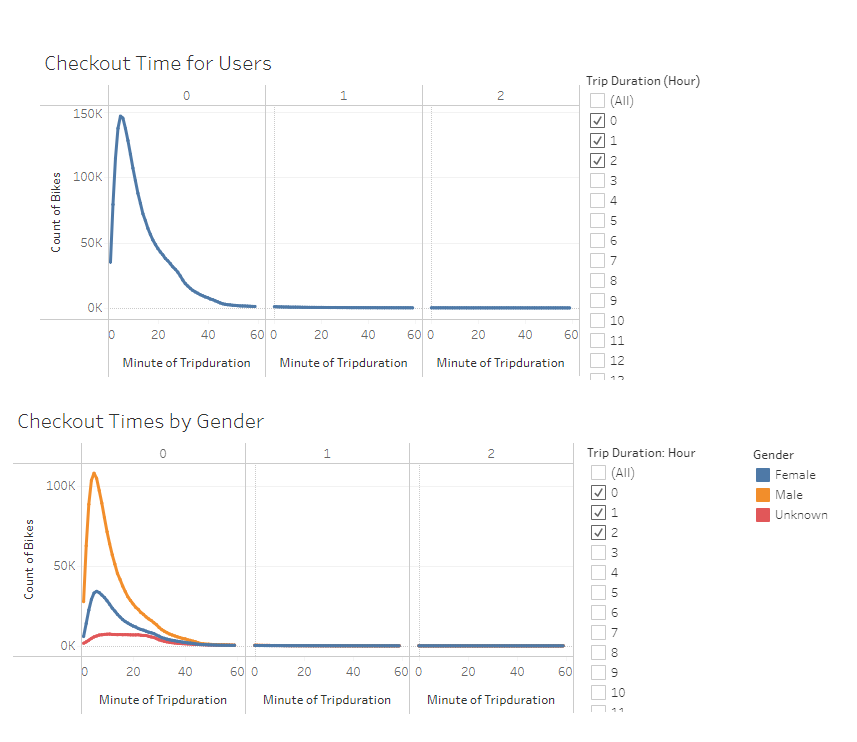 Checkout Time for Users
0 1 2
150K
100K
50K
0K
Count of Bikes
0 20 40 60 0 20 40 60 0 20 40 60
Minute of Tripduration Minute of Tripduration Minute of Tripduration
Trip Duration (Hour)
(All)
0
1
2
3
4
5
6
7
8
9
10
11
12
Checkout Times by Gender
0 1 2
100K
50K
0K
Count of Bikes
0 20 40 60 0 20 40 60 0 20 40 60
Minute of Tripduration Minute of Tripduration Minute of Tripduration
Trip Duration: Hour
(All)
0
1
2
3
4
5
6
7
8
9
10
Gender
Female
Male
Unknown